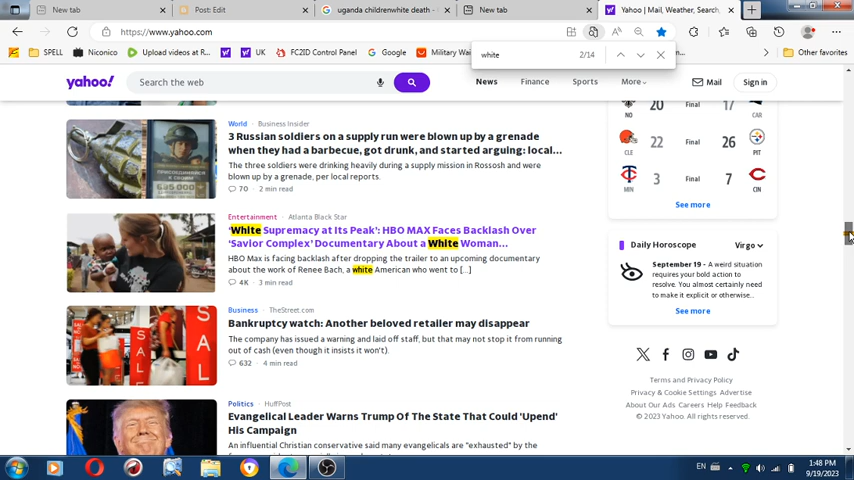 New tab
Post: Edit
uganda childrenwhite death -
New tab
Yahoo | Mail, Weather, Search,
https://www.yahoo.com
SPELL
Niconico
Upload videos at R...
UK
FCZID Control Panel
Google
Military Wai
Other favorites
white
2/14
yahoo!
Search the web
News
Finance
Sports
More
Mail
Sign in
World Business Insider
3 Russian soldiers on a supply run were blown up by a grenade
when they had a barbecue, got drunk, and started arguing: local...
The three soldiers were drinking heavily during a supply mission in Rossosh and were
blown up by a grenade, per local reports.
70 • 2 min read
Entertainment Atlanta Black Star
'White Supremacy at Its Peak': HBO MAX Faces Backlash Over
'Savior Complex' Documentary About a White Woman...
HBO Max is facing backlash after dropping the trailer to an upcoming documentary
about the work of Renee Bach, a white American who went to [...]
4K • 3 min read
SALE
Business TheStreet.com
Bankruptcy watch: Another beloved retailer may disappear
The company has issued a warning and laid off staff, but that may not stop it from running
out of cash (even though it insists it won't).
632 • 4 min read
Politics HuffPost
Evangelical Leader Warns Trump Of The State That Could 'Upend'
His Campaign
An influential Christian conservative said many evangelicals are "exhausted" by the
NO 20 Final 17 CAR
CLE 22 Final 26 PIT
MIN 3 Final 7 CIN
See more
Daily Horoscope
Virgo
September 19 - A weird situation
requires your bold action to
resolve. You almost certainly need
to make it explicit or otherwise...
See more
Terms and Privacy Policy
Privacy & Cookie Settings Advertise
About Our Ads Careers Help Feedback
© 2023 Yahoo. All rights reserved.
EN
1:48 PM
9/19/2023